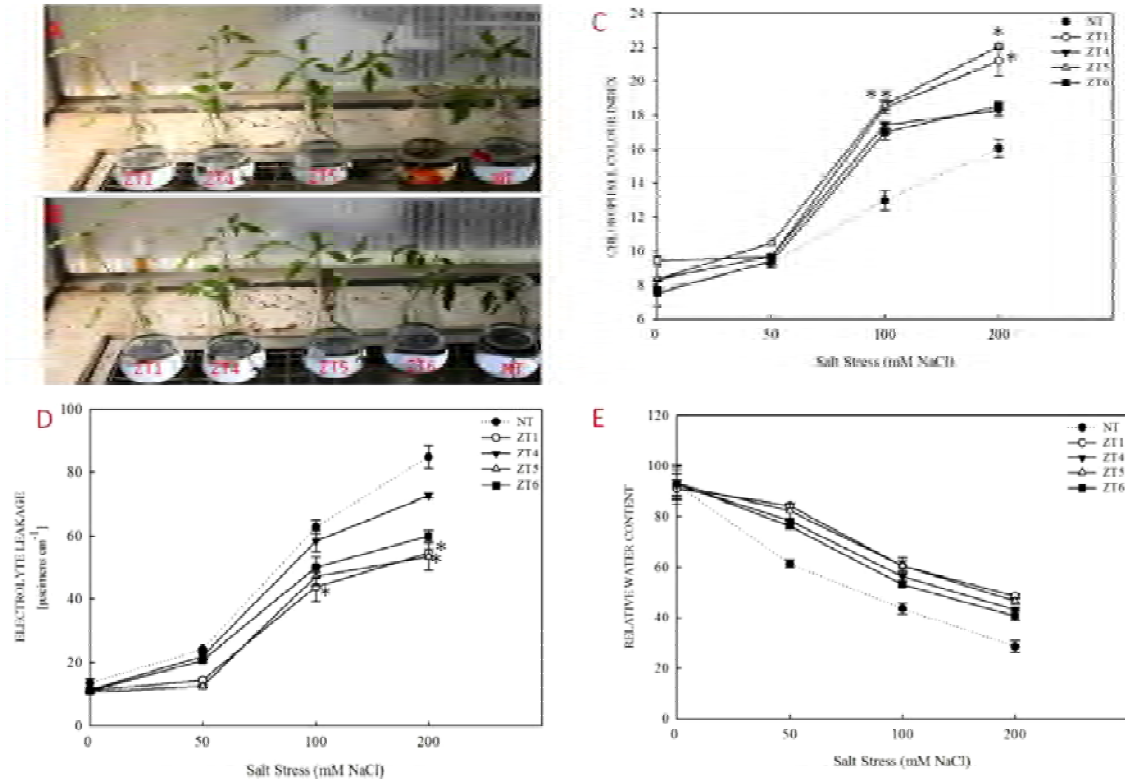 A
ZT1 ZT4 ZT5 NT
B
ZT1 ZT4 ZT5 ZT6 NT
C
CHLOROPHYLL COLOUR INDEX
24
22
20
18
16
14
12
10
8
6
0 50 100 200
Salt Stress (mM NaCl)
NT
ZT1
ZT4
ZT5
ZT6
*
*
**
D
ELECTROLYTE LEAKAGE
100
80
60
40
20
0
0 50 100 200
Salt Stress (mM NaCl)
NT
ZT1
ZT4
ZT5
ZT6
*
*
*
E
RELATIVE WATER CONTENT
120
100
80
60
40
20
0
0 50 100 200
Salt Stress (mM NaCl)
NT
ZT1
ZT4
ZT5
ZT6